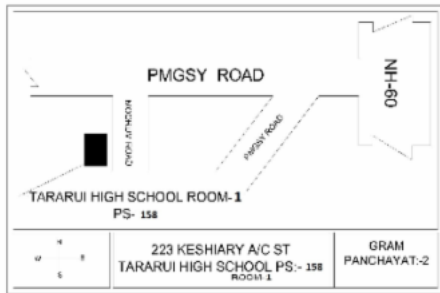 PMGSY ROAD
NH-60
PMGSY ROAD
TARARUI HIGH SCHOOL ROOM-1
PS- 158
N
W E
S
223 KESHIARY A/C ST
TARARUI HIGH SCHOOL PS:- 158
ROOM-1
GRAM
PANCHAYAT:-2